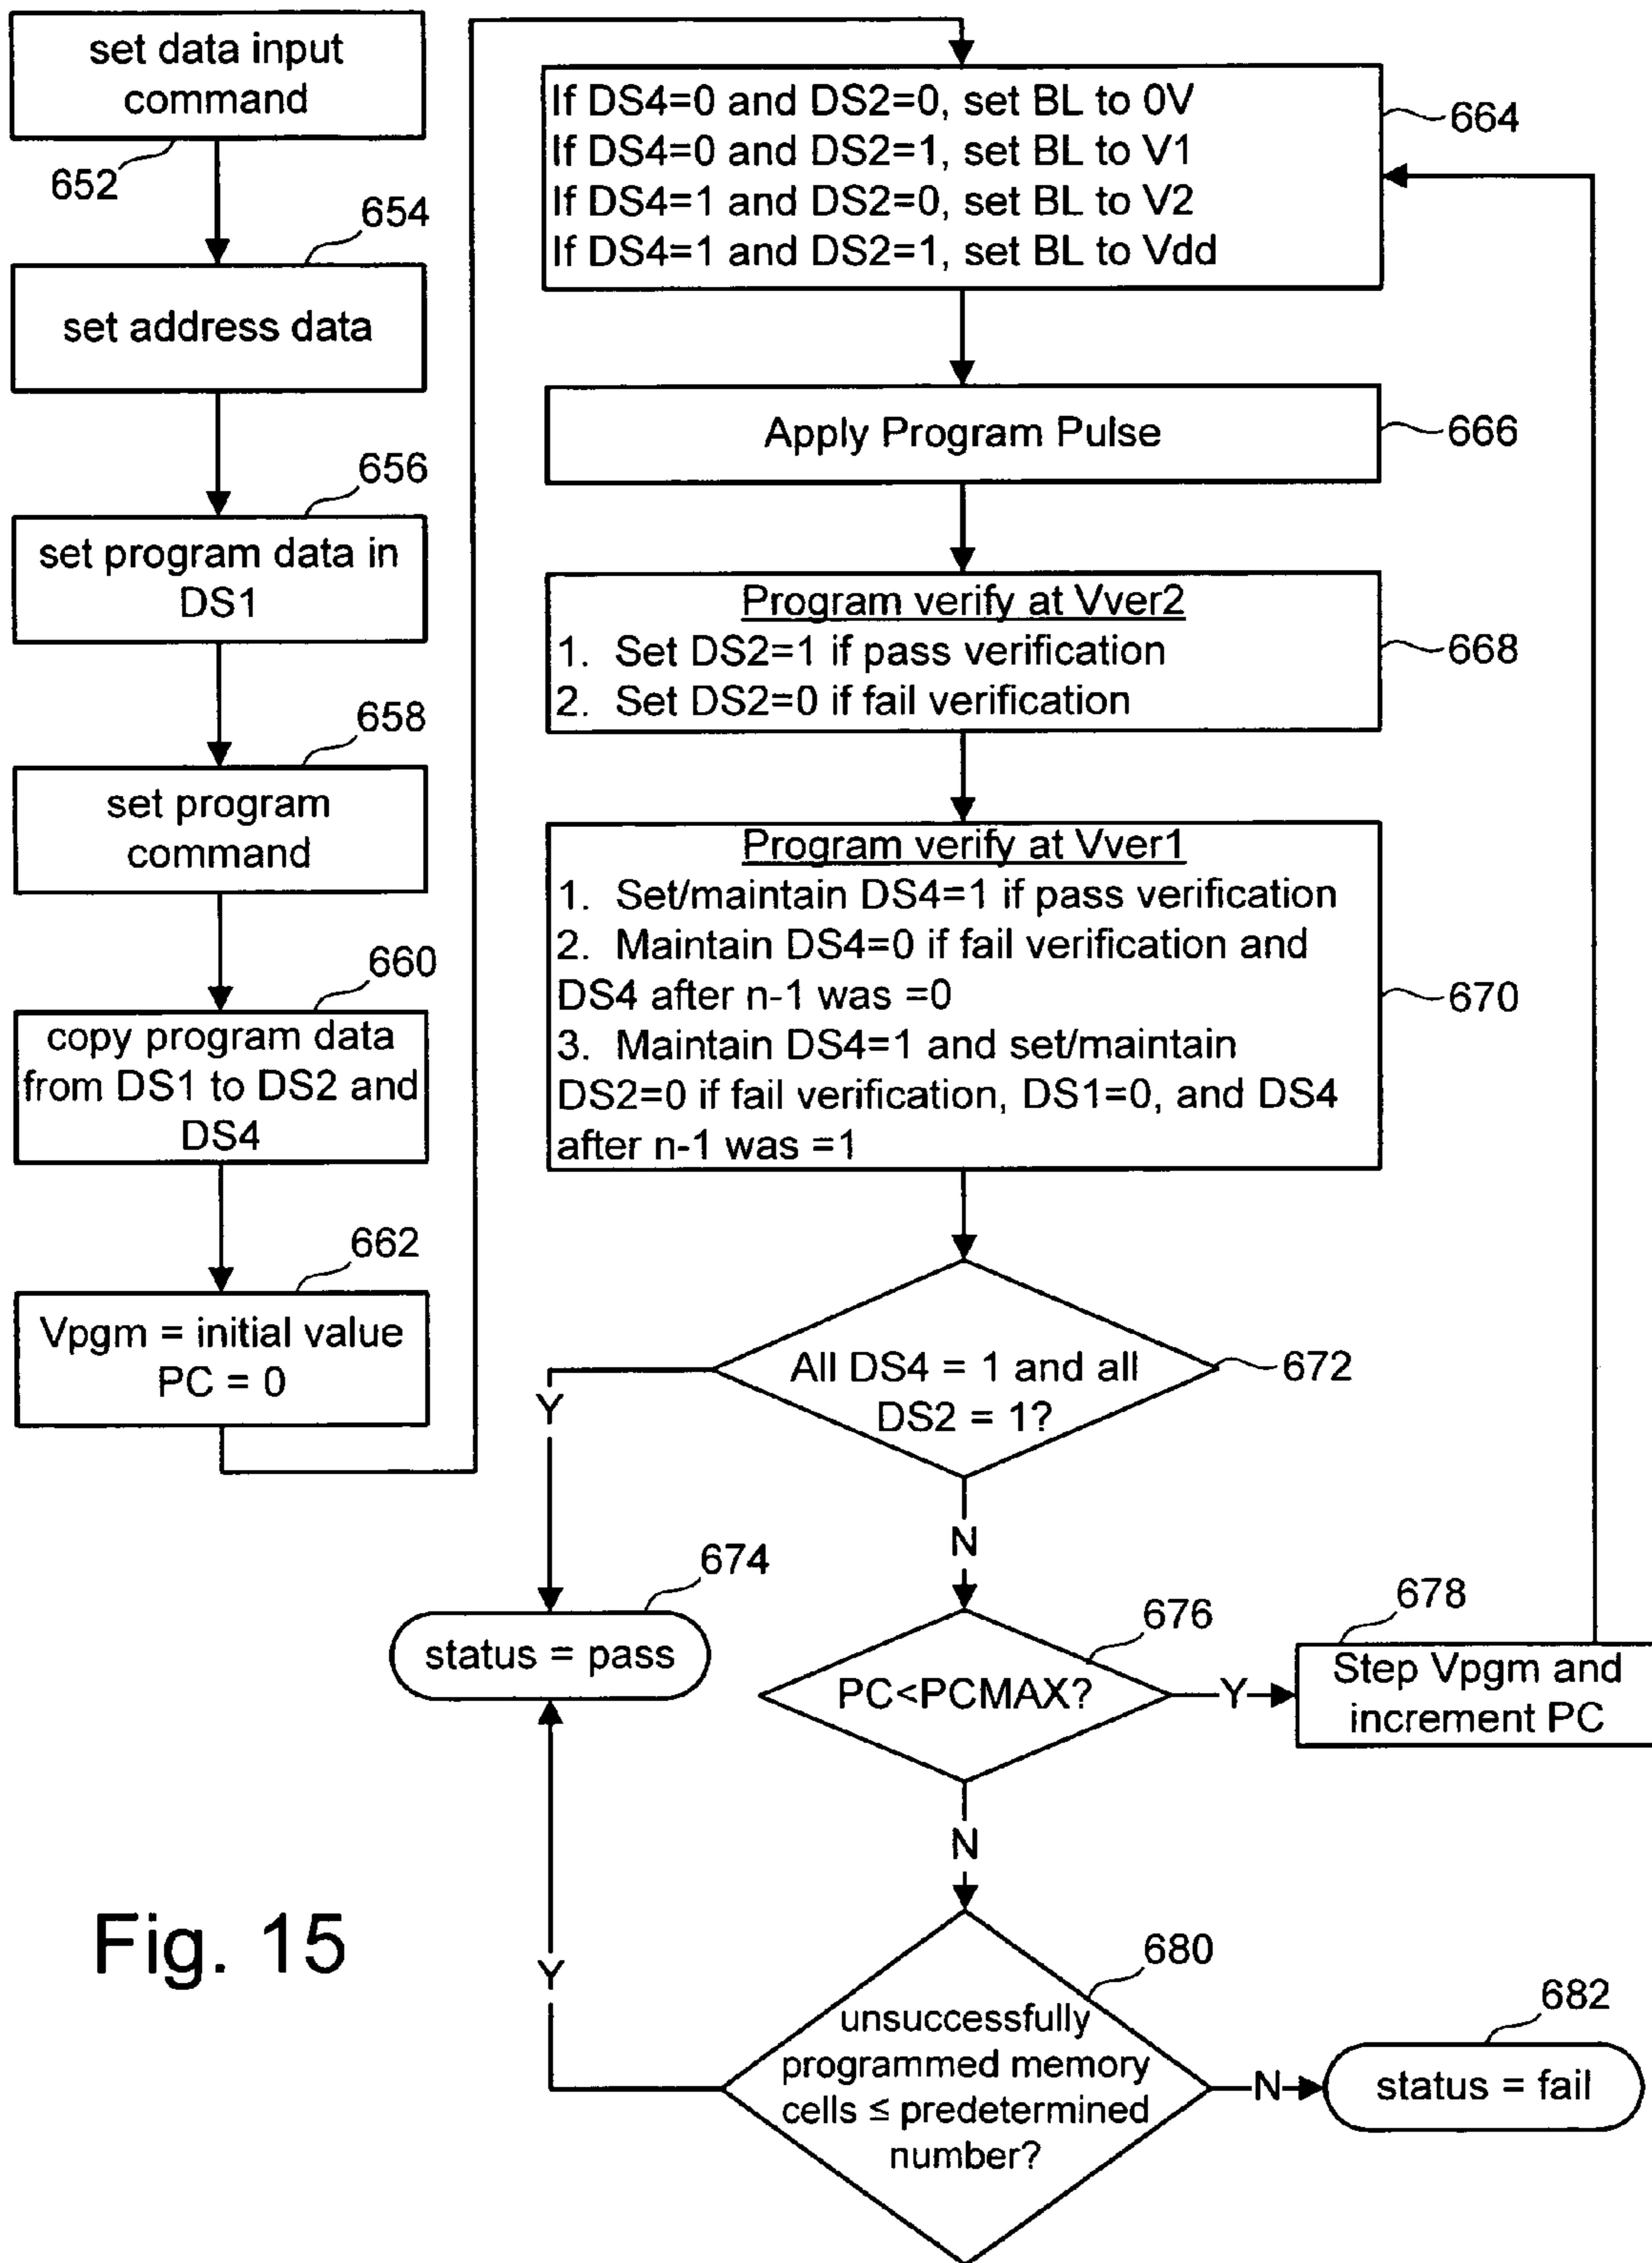 set data input
command
652
654
set address data
656
set program data in
DS1
658
set program
command
660
copy program data
from DS1 to DS2 and
DS4
662
Vpgm = initial value
PC = 0
If DS4=0 and DS2=0, set BL to 0V
If DS4=0 and DS2=1, set BL to V1
If DS4=1 and DS2=0, set BL to V2
If DS4=1 and DS2=1, set BL to Vdd
664
Apply Program Pulse
666
Program verify at Vver2
1. Set DS2=1 if pass verification
2. Set DS2=0 if fail verification
668
Program verify at Vver1
1. Set/maintain DS4=1 if pass verification
2. Maintain DS4=0 if fail verification and
DS4 after n-1 was =0
3. Maintain DS4=1 and set/maintain
DS2=0 if fail verification, DS1=0, and DS4
after n-1 was =1
670
All DS4 = 1 and all
DS2 = 1?
672
Y
N
674
status = pass
676
PC<PCMAX?
Y
678
Step Vpgm and
increment PC
N
680
unsuccessfully
programmed memory
cells ≤ predetermined
number?
Y
N
682
status = fail
Fig. 15